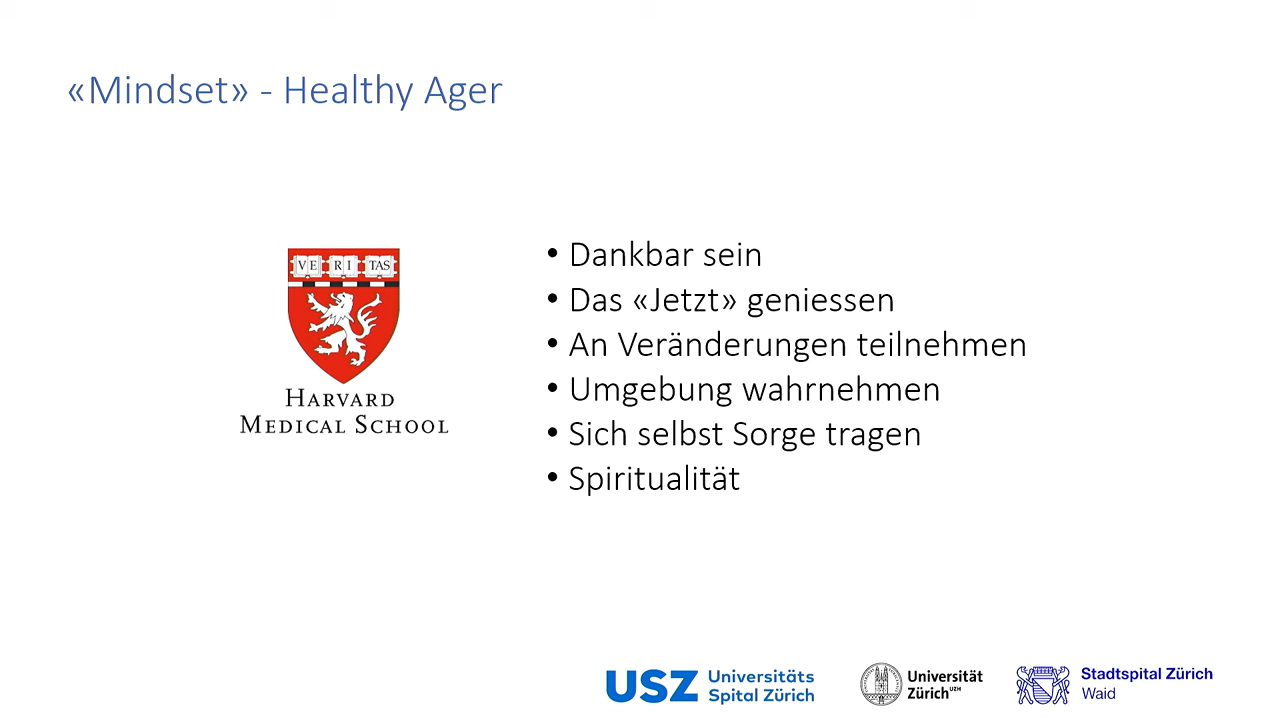 «Mindset» - Healthy Ager
VE RI TAS
HARVARD
MEDICAL SCHOOL
• Dankbar sein
• Das «Jetzt» geniessen
• An Veränderungen teilnehmen
• Umgebung wahrnehmen
• Sich selbst Sorge tragen
• Spiritualität
USZ Universitäts
Spital Zürich
Universität
Zürich UZH
Stadtspital Zürich
Waid